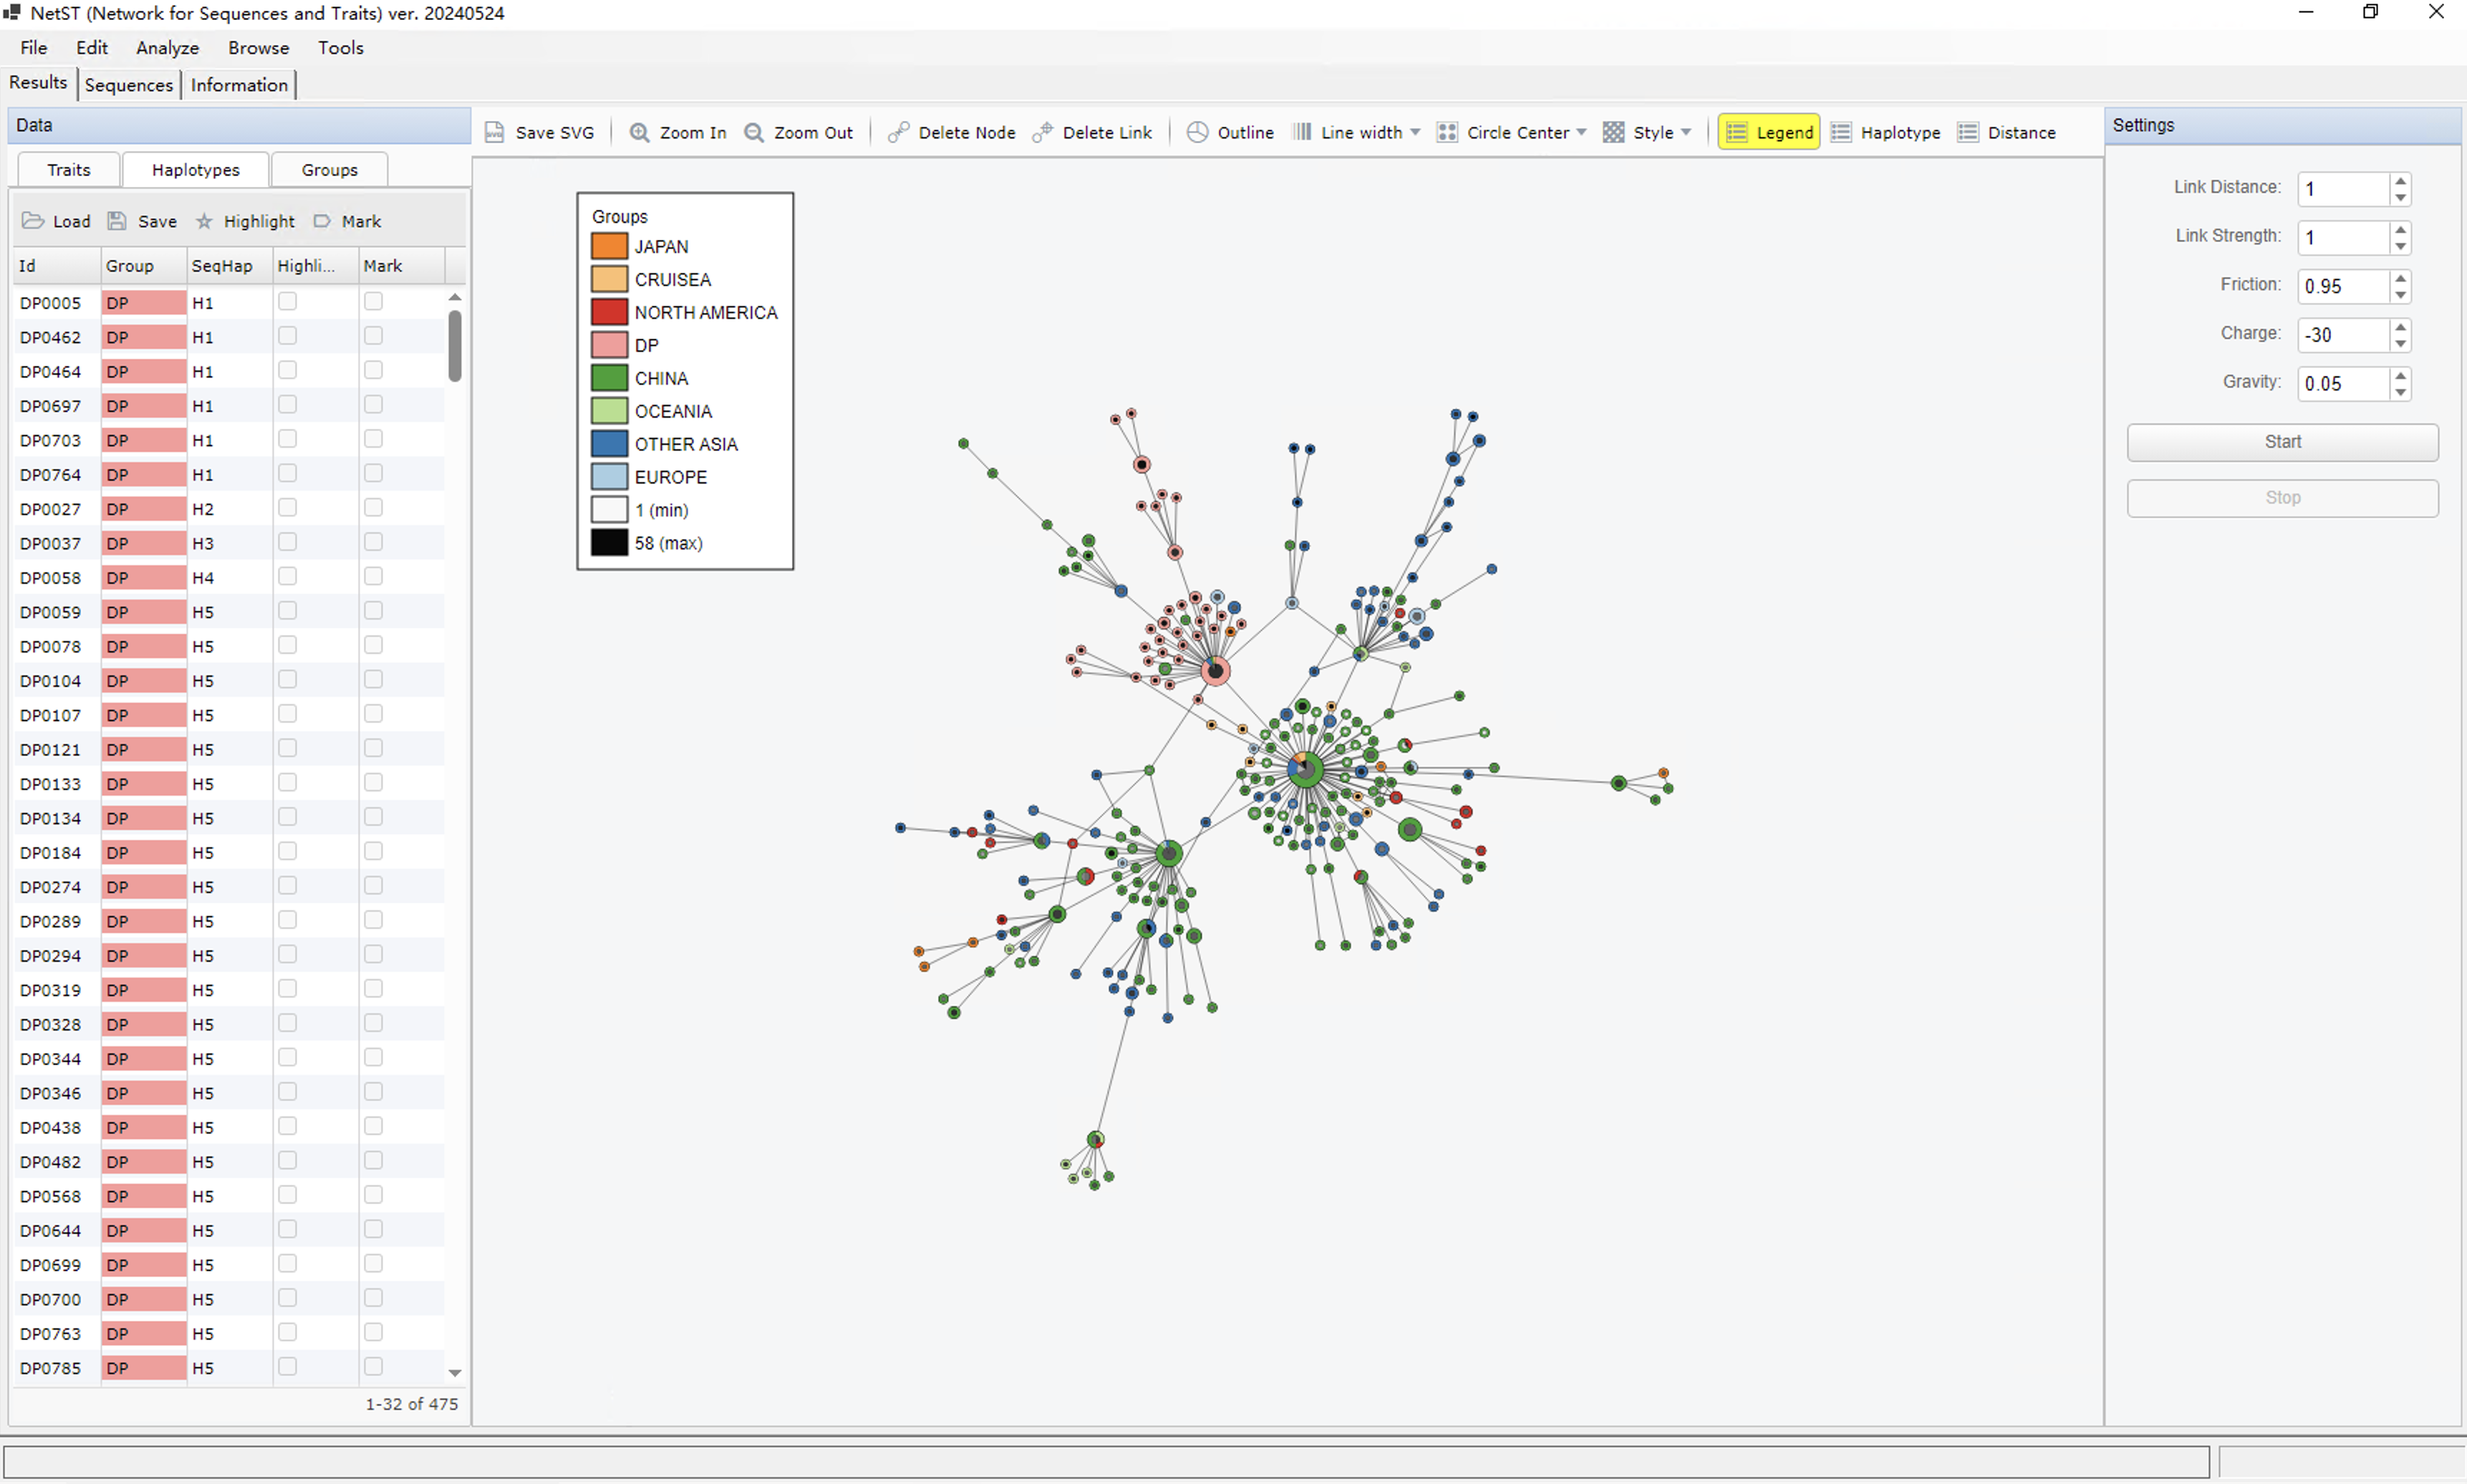 NetST (Network for Sequences and Traits) ver. 20240524
File Edit Analyze Browse Tools
Results Sequences Information
Data
Traits Haplotypes Groups
Load Save Highlight Mark
Id Group SeqHap Highli... Mark
DP0005 DP H1
DP0462 DP H1
DP0464 DP H1
DP0697 DP H1
DP0703 DP H1
DP0764 DP H1
DP0027 DP H2
DP0037 DP H3
DP0058 DP H4
DP0059 DP H5
DP0078 DP H5
DP0104 DP H5
DP0107 DP H5
DP0121 DP H5
DP0133 DP H5
DP0134 DP H5
DP0184 DP H5
DP0274 DP H5
DP0289 DP H5
DP0294 DP H5
DP0319 DP H5
DP0328 DP H5
DP0344 DP H5
DP0346 DP H5
DP0438 DP H5
DP0482 DP H5
DP0568 DP H5
DP0644 DP H5
DP0699 DP H5
DP0700 DP H5
DP0763 DP H5
DP0785 DP H5
1-32 of 475
Save SVG Zoom In Zoom Out Delete Node Delete Link Outline Line width Circle Center Style Legend Haplotype Distance
Groups
JAPAN
CRUISEA
NORTH AMERICA
DP
CHINA
OCEANIA
OTHER ASIA
EUROPE
1 (min)
58 (max)
Settings
Link Distance: 1
Link Strength: 1
Friction: 0.95
Charge: -30
Gravity: 0.05
Start
Stop